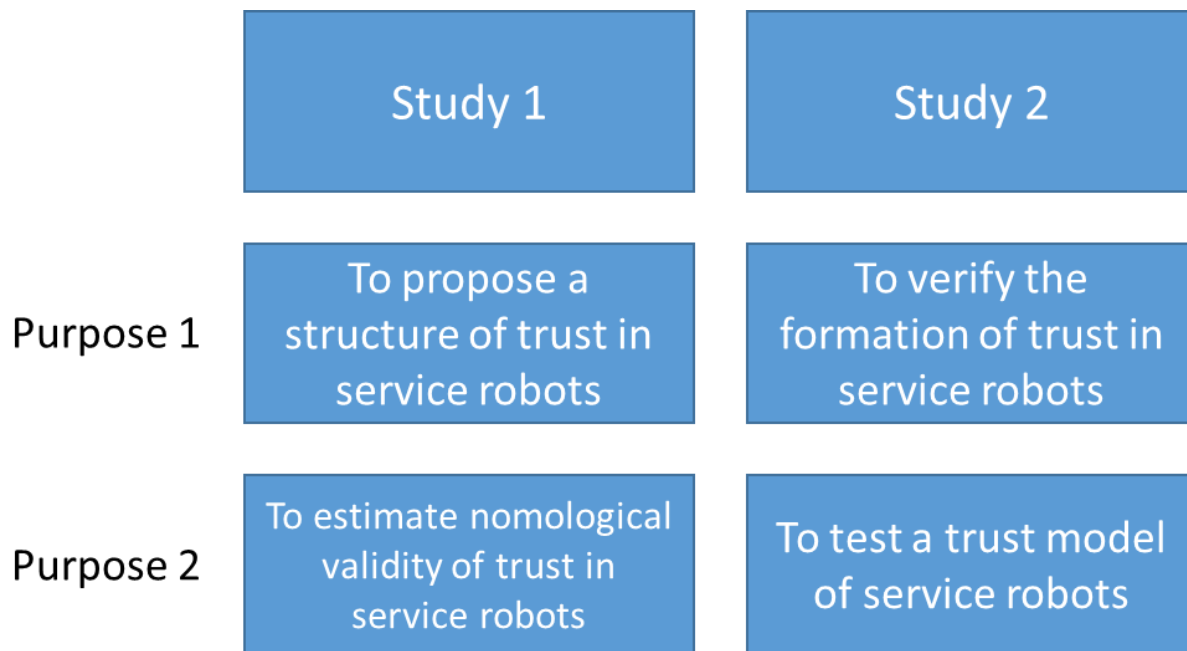 Study 1
Study 2
Purpose 1
To propose a
structure of trust in
service robots
To verify the
formation of trust in
service robots
Purpose 2
To estimate nomological
validity of trust in
service robots
To test a trust model
of service robots